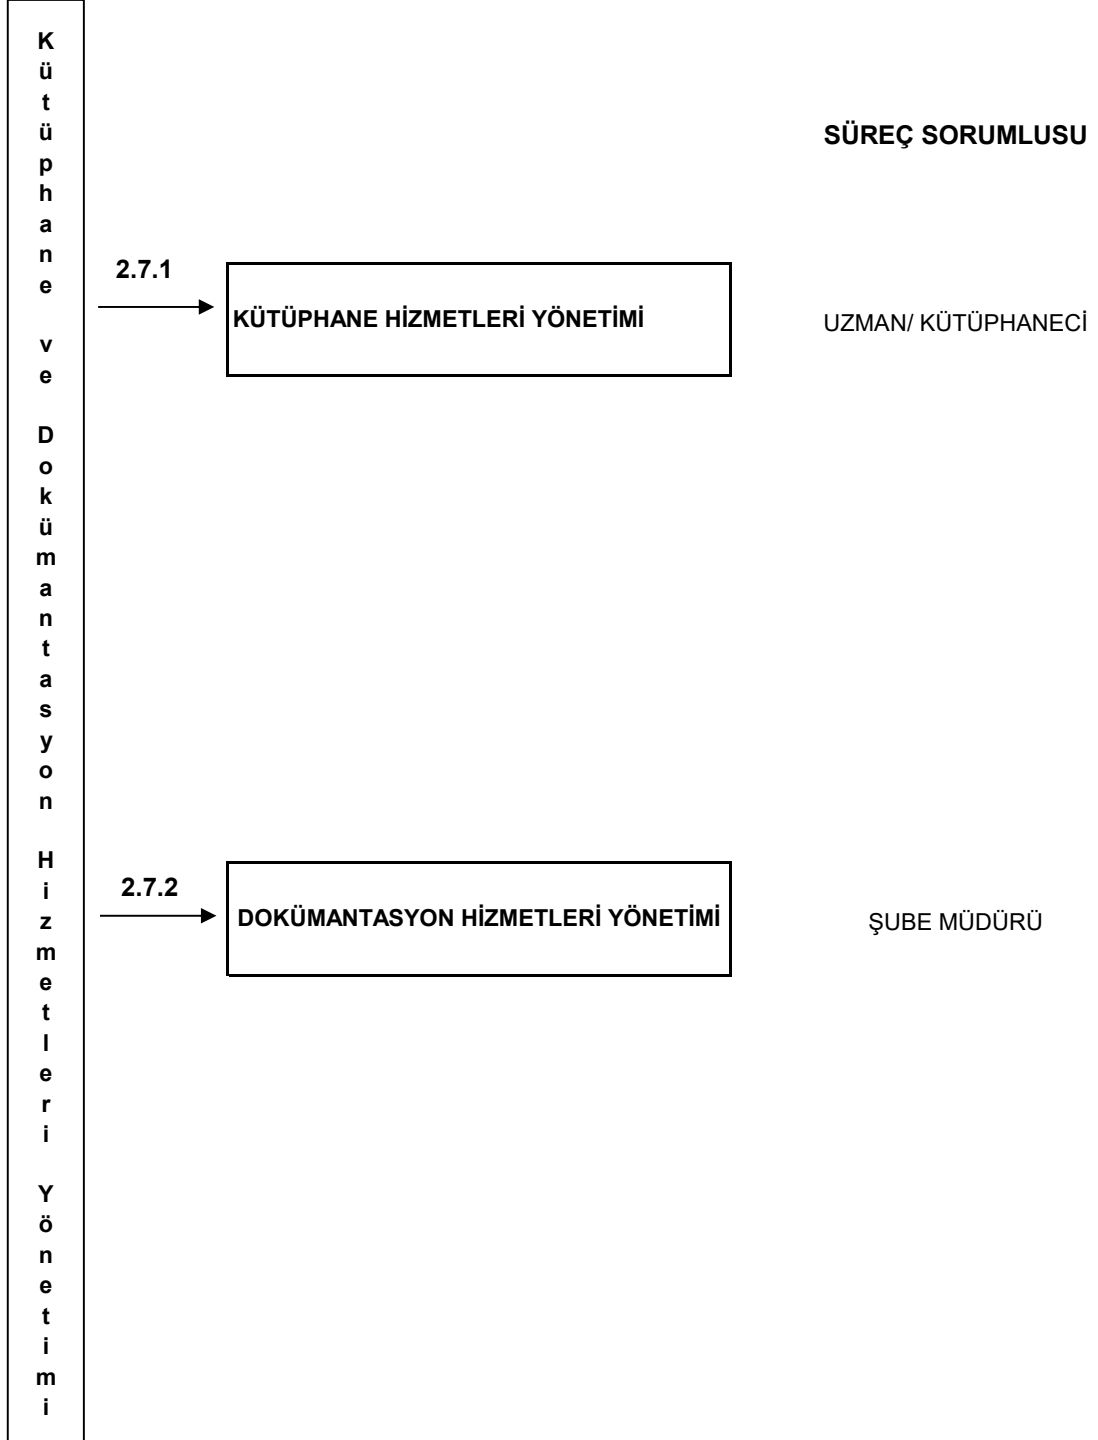 Kütüphane ve Dokümantasyon Hizmetleri Yönetimi
SÜREÇ SORUMLUSU
2.7.1
KÜTÜPHANE HİZMETLERİ YÖNETİMİ
UZMAN/ KÜTÜPHANECİ
2.7.2
DOKÜMANTASYON HİZMETLERİ YÖNETİMİ
ŞUBE MÜDÜRÜ